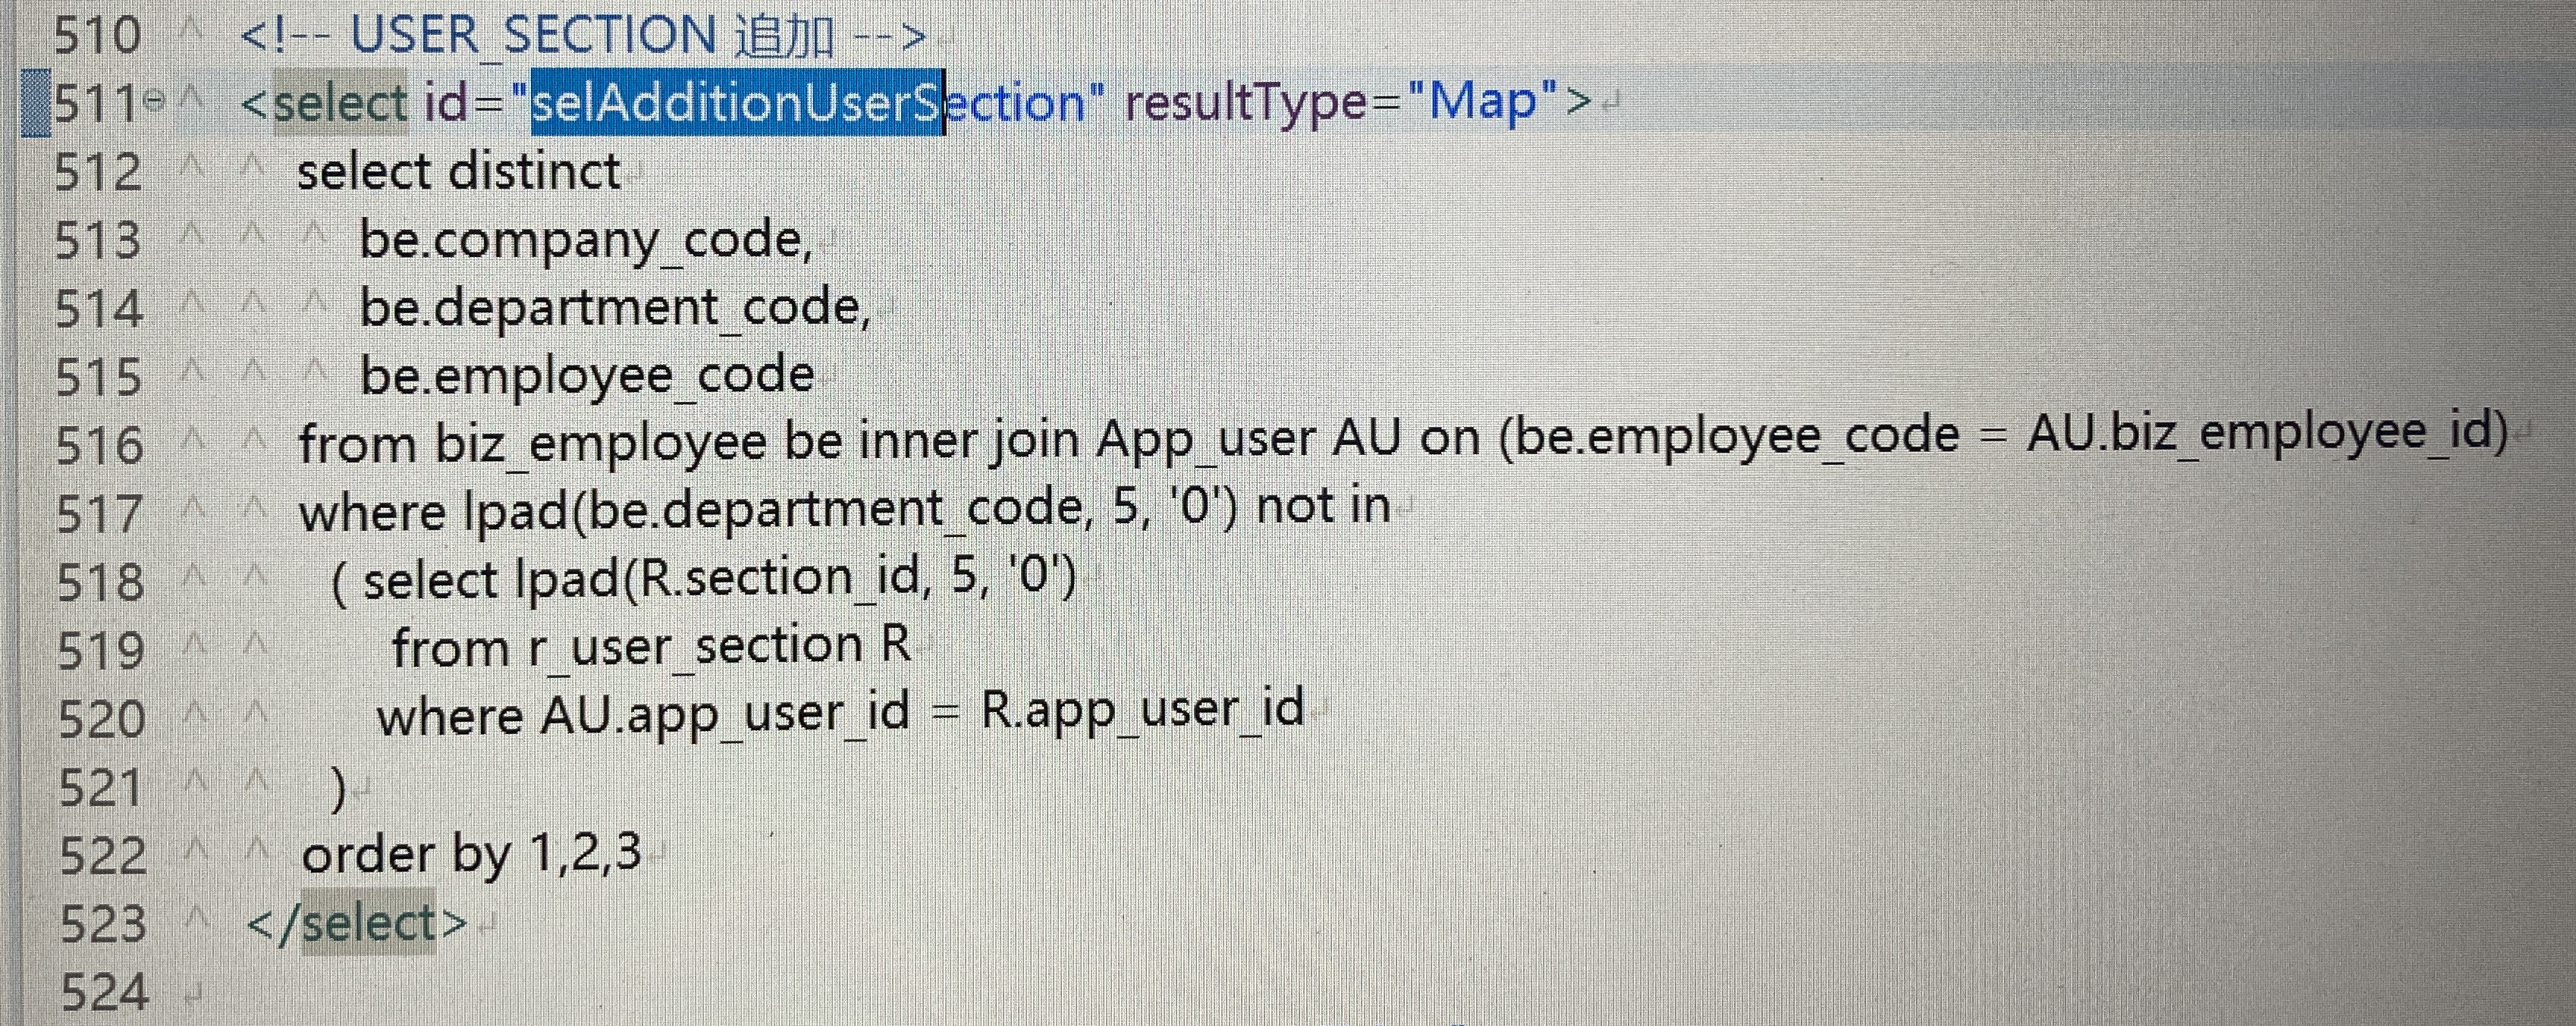 510 <!-- USER_SECTION 追加 -->
511 <select id="selAdditionUserSection" resultType="Map">
512 select distinct
513 be.company_code,
514 be.department_code,
515 be.employee_code
516 from biz_employee be inner join App_user AU on (be.employee_code = AU.biz_employee_id)
517 where lpad(be.department_code, 5, '0') not in
518 ( select lpad(R.section_id, 5, '0')
519 from r_user_section R
520 where AU.app_user_id = R.app_user_id
521 )
522 order by 1,2,3
523 </select>
524